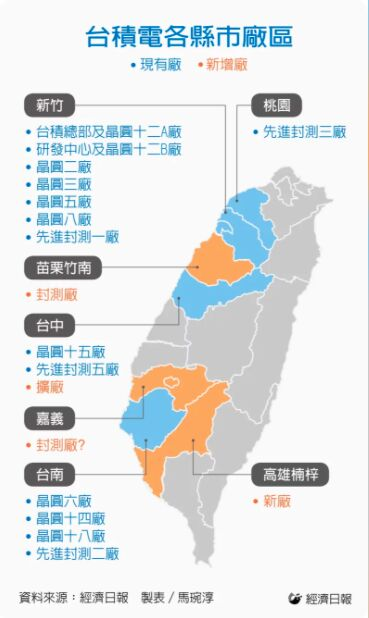 台積電各縣市廠區
• 現有廠 • 新增廠
新竹
• 台積總部及晶圓十二A廠
• 研發中心及晶圓十二B廠
• 晶圓二廠
• 晶圓三廠
• 晶圓五廠
• 晶圓八廠
• 先進封測一廠
桃園
• 先進封測三廠
苗栗竹南
• 封測廠
台中
• 晶圓十五廠
• 先進封測五廠
• 擴廠
嘉義
• 封測廠?
台南
• 晶圓六廠
• 晶圓十四廠
• 晶圓十八廠
• 先進封測二廠
高雄楠梓
• 新廠
資料來源：經濟日報 製表／馬琬淳
經濟日報